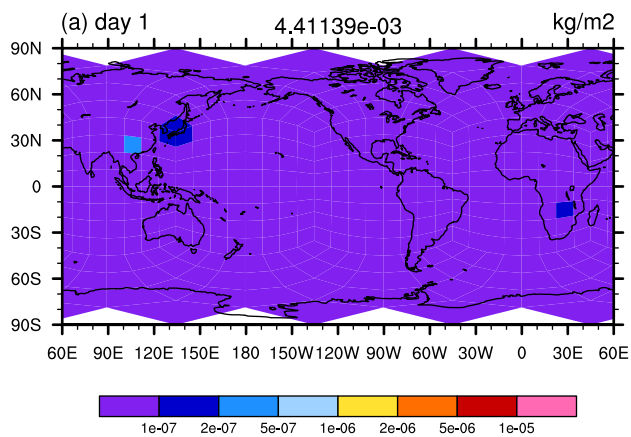 (a) day 1 4.41139e-03 kg/m2
90N
60N
30N
0
30S
60S
90S
60E 90E 120E 150E 180 150W 120W 90W 60W 30W 0 30E 60E
1e-07 2e-07 5e-07 1e-06 2e-06 5e-06 1e-05